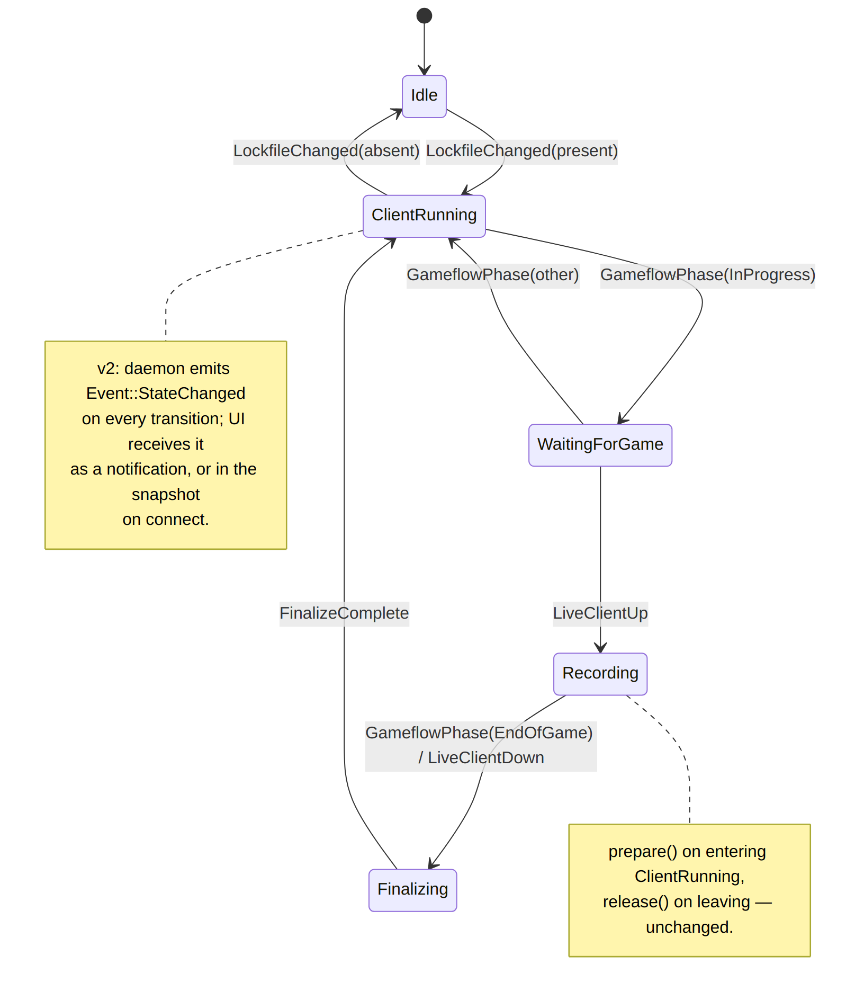 Idle
LockfileChanged(absent)
LockfileChanged(present)
ClientRunning
GameflowPhase(other)
GameflowPhase(InProgress)
v2: daemon emits
Event::StateChanged
on every transition; UI
receives it
as a notification, or in the
snapshot
on connect.
WaitingForGame
FinalizeComplete
LiveClientUp
Recording
GameflowPhase(EndOfGame)
/ LiveClientDown
prepare() on entering
ClientRunning,
release() on leaving —
unchanged.
Finalizing